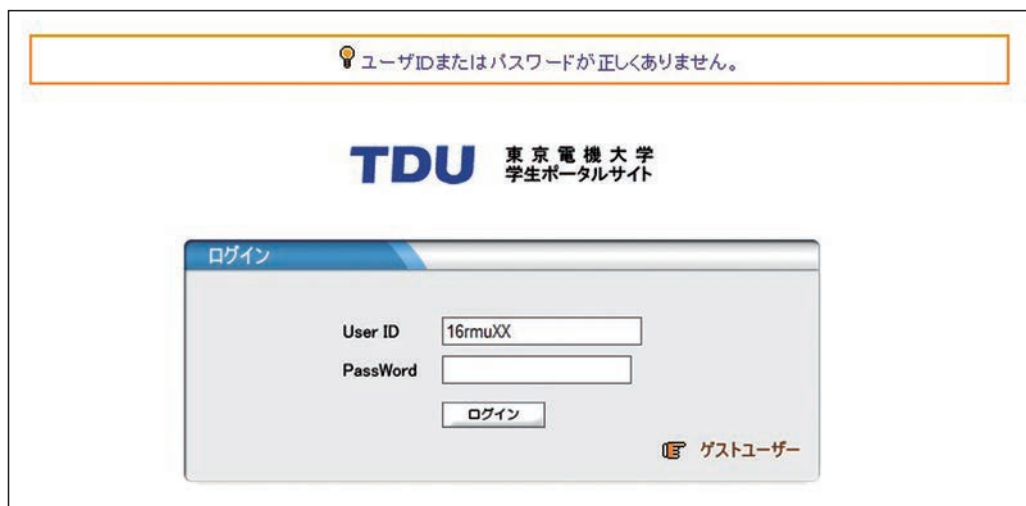 ユーザIDまたはパスワードが正しくありません。
TDU 東京電機大学
学生ポータルサイト
ログイン
User ID 16rmuXX
PassWord
ログイン
ゲストユーザー